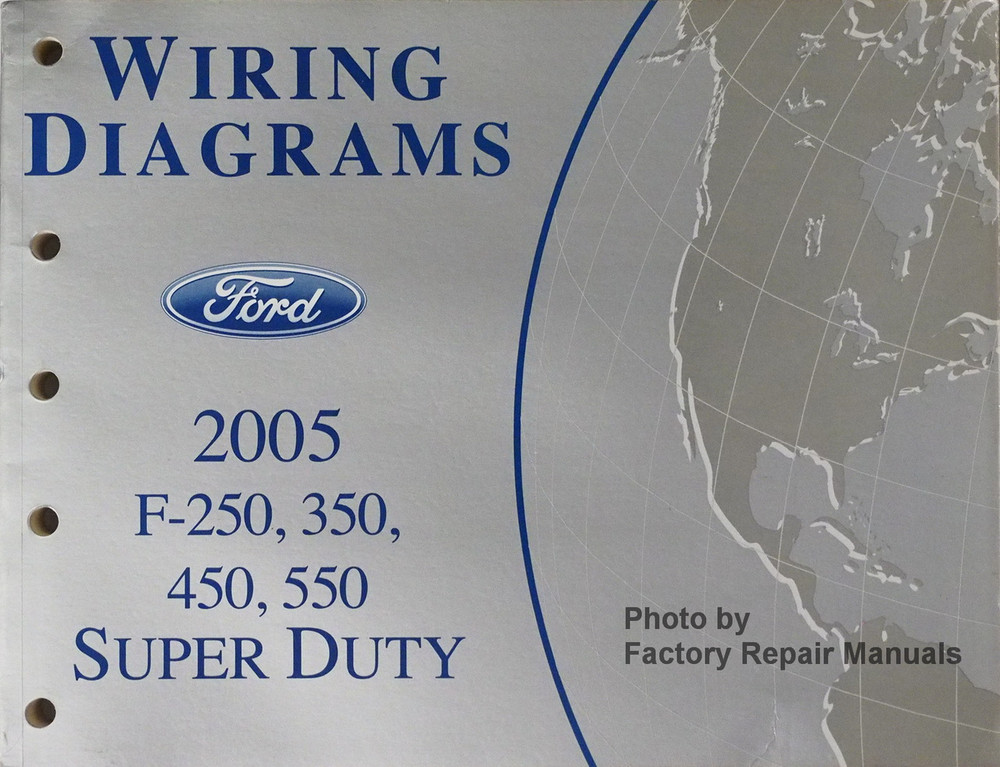 WIRING
DIAGRAMS
Ford
2005
F-250, 350,
450, 550
SUPER DUTY
Photo by
Factory Repair Manuals